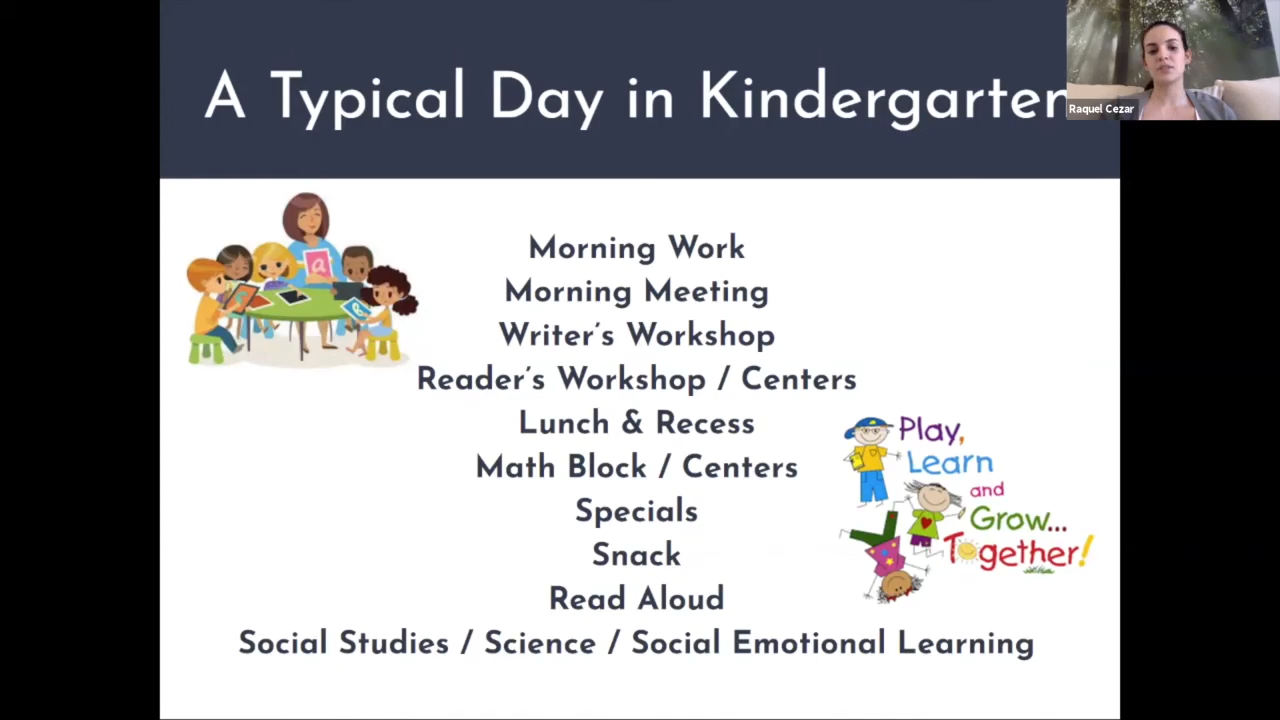 A Typical Day in Kindergarten
Raquel Cezar
Morning Work
Morning Meeting
Writer's Workshop
Reader's Workshop / Centers
Lunch & Recess
Math Block / Centers
Specials
Snack
Read Aloud
Social Studies / Science / Social Emotional Learning
a
Play,
Learn
and
Grow...
Together!